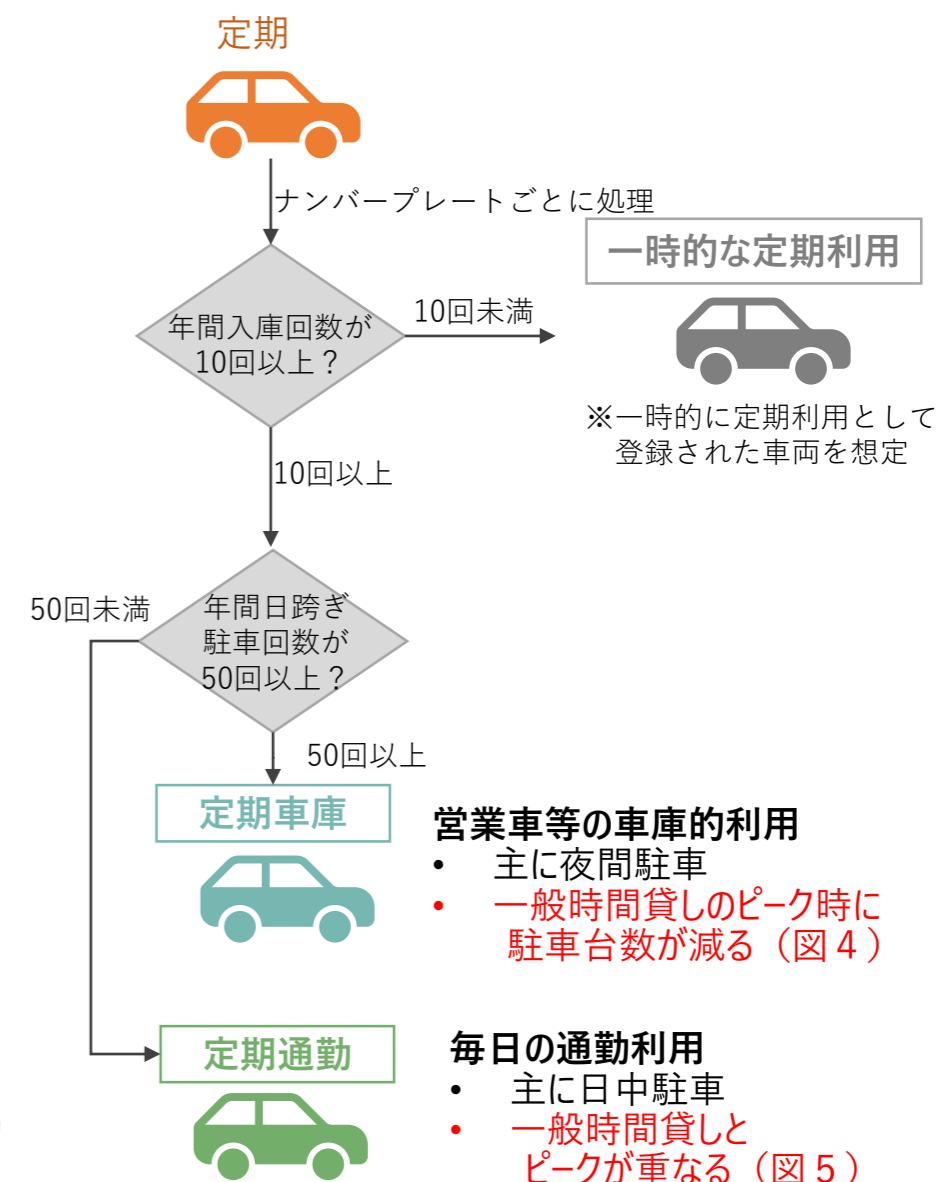 定期
ナンバープレートごとに処理
一時的な定期利用
年間入庫回数が
10回以上？
10回未満
※一時的に定期利用として
登録された車両を想定
10回以上
50回未満
年間日跨ぎ
駐車回数が
50回以上？
50回以上
定期車庫
営業車等の車庫的利用
• 主に夜間駐車
• 一般時間貸しのピーク時に
駐車台数が減る（図４）
定期通勤
毎日の通勤利用
• 主に日中駐車
• 一般時間貸しと
ピークが重なる（図５）